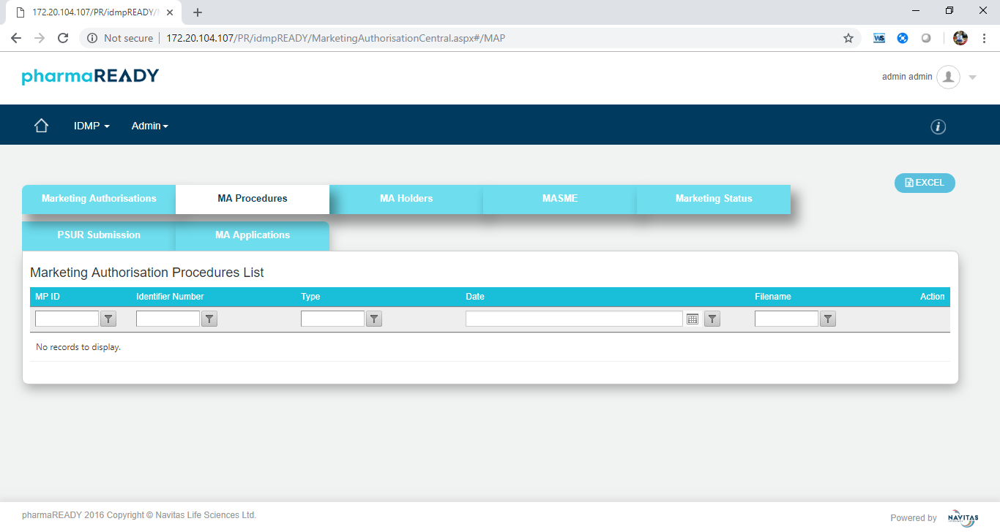 172.20.104.107/PR/idmpREADY/
Not secure 172.20.104.107/PR/idmpREADY/MarketingAuthorisationCentral.aspx#/MAP
WS
pharmaREADY
admin admin
IDMP Admin
i
EXCEL
Marketing Authorisations MA Procedures MA Holders MASME Marketing Status
PSUR Submission MA Applications
Marketing Authorisation Procedures List
MP ID Identifier Number Type Date Filename Action
No records to display.
pharmaREADY 2016 Copyright © Navitas Life Sciences Ltd.
Powered by NAVITAS